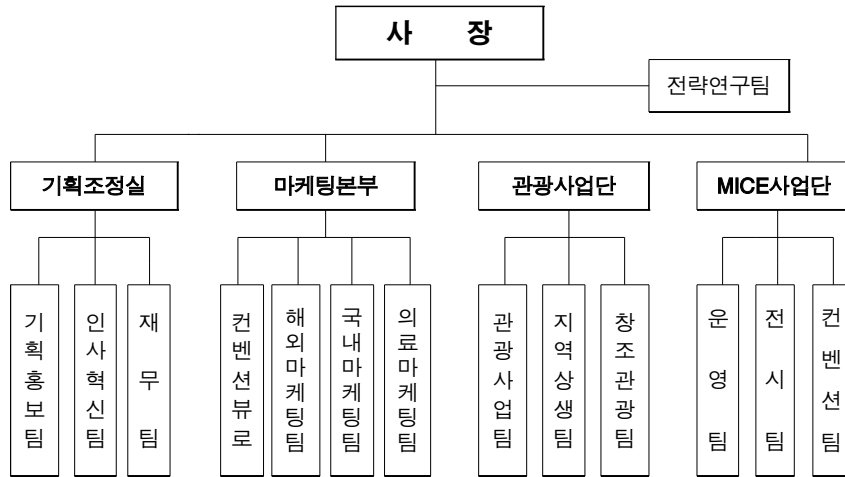 사 장
전략연구팀
기획조정실
마케팅본부
관광사업단
MICE사업단
기획홍보팀
인사혁신팀
재무팀
컨벤션뷰로
해외마케팅팀
국내마케팅팀
의료마케팅팀
관광사업팀
지역상생팀
창조관광팀
운영팀
전시팀
컨벤션팀